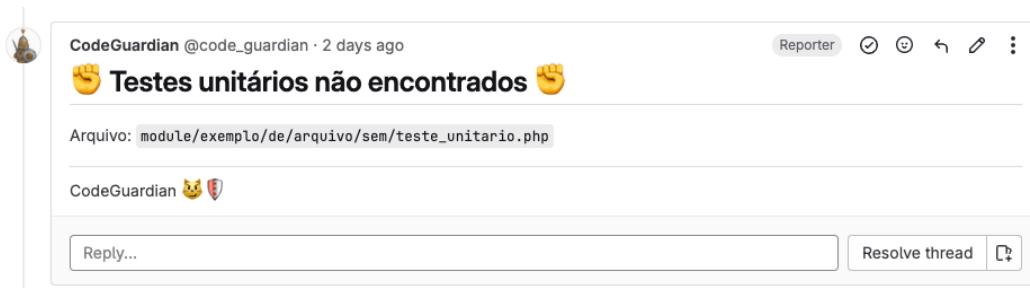 CodeGuardian @code_guardian · 2 days ago Reporter
✊ Testes unitários não encontrados ✊
Arquivo: module/exemplo/de/arquivo/sem/teste_unitario.php
CodeGuardian 😼🛡️
Reply...
Resolve thread